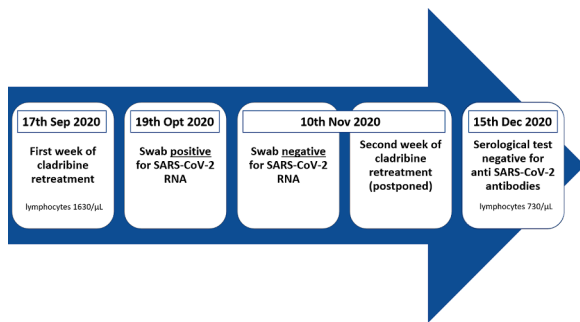 17th Sep 2020
First week of
cladribine
retreatment
lymphocytes 1630/µL
19th Opt 2020
Swab positive
for SARS-CoV-2
RNA
10th Nov 2020
Swab negative
for SARS-CoV-2
RNA
Second week of
cladribine
retreatment
(postponed)
15th Dec 2020
Serological test
negative for
anti SARS-CoV-2
antibodies
lymphocytes 730/µL